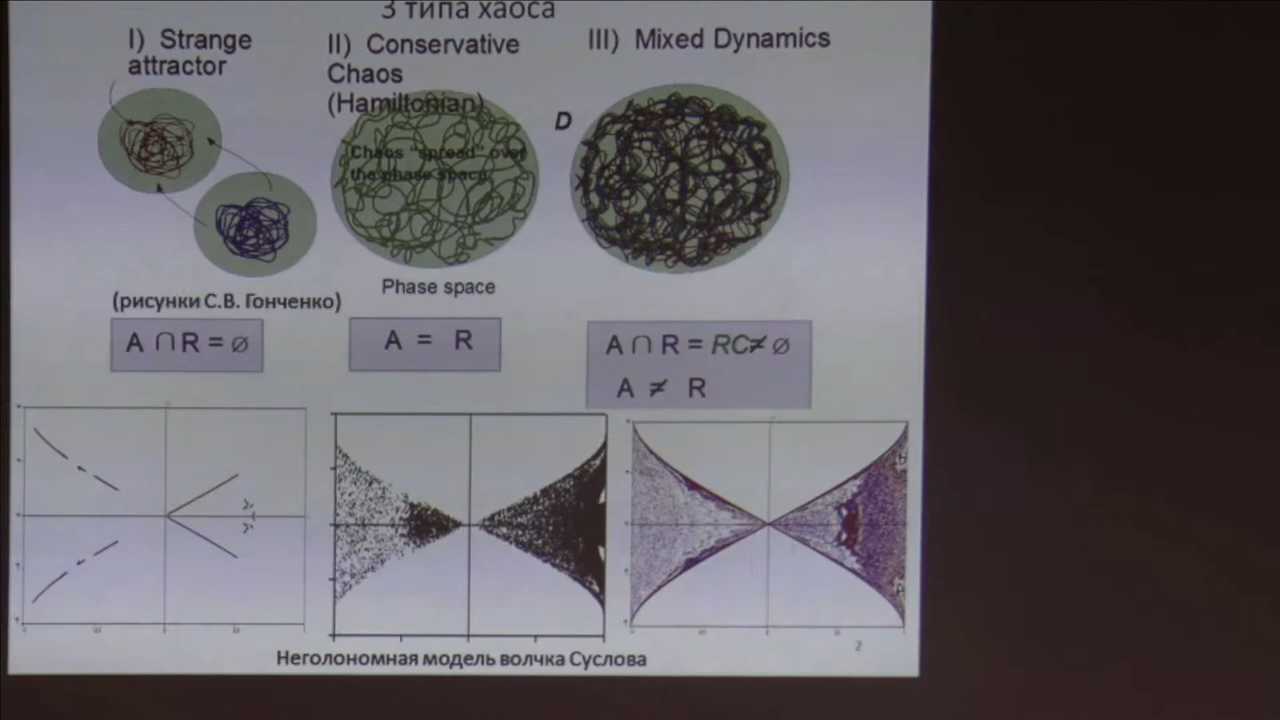 3 типа хаоса
I) Strange
attractor
II) Conservative
Chaos
(Hamiltonian)
III) Mixed Dynamics
Chaos "spread" over
the phase space
D
Phase space
(рисунки С.В. Гонченко)
A ∩ R = ∅
A = R
A ∩ R = RC ≠ ∅
A ≠ R
Неголономная модель волчка Суслова
2